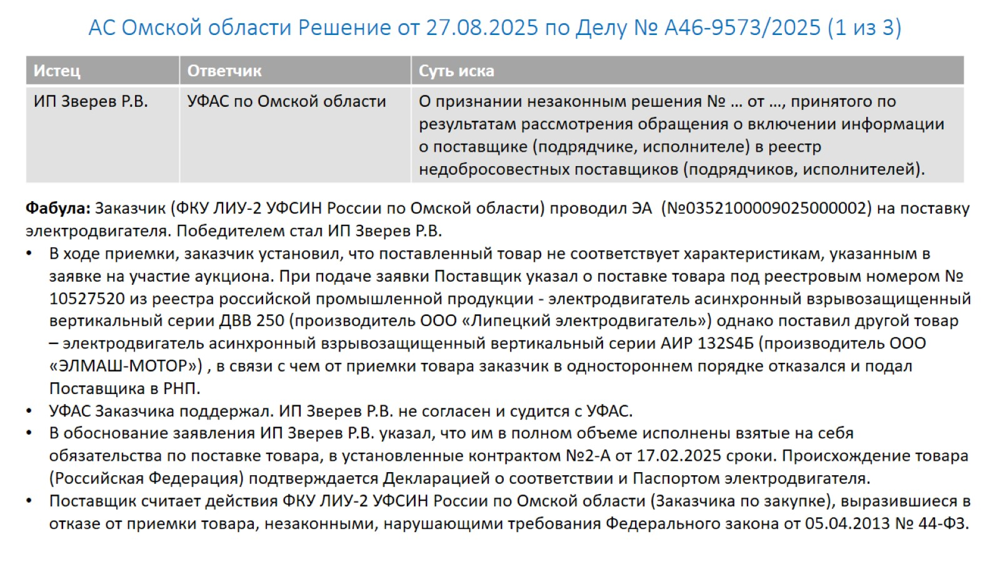 АС Омской области Решение от 27.08.2025 по Делу № А46-9573/2025 (1 из 3)
Истец
Ответчик
Суть иска
ИП Зверев Р.В.
УФАС по Омской области
О признании незаконным решения № ... от ..., принятого по
результатам рассмотрения обращения о включении информации
о поставщике (подрядчике, исполнителе) в реестр
недобросовестных поставщиков (подрядчиков, исполнителей).
Фабула: Заказчик (ФКУ ЛИУ-2 УФСИН России по Омской области) проводил ЭА (№0352100009025000002) на поставку
электродвигателя. Победителем стал ИП Зверев Р.В.
• В ходе приемки, заказчик установил, что поставленный товар не соответствует характеристикам, указанным в
заявке на участие аукциона. При подаче заявки Поставщик указал о поставке товара под реестровым номером №
10527520 из реестра российской промышленной продукции - электродвигатель асинхронный взрывозащищенный
вертикальный серии ДВВ 250 (производитель ООО «Липецкий электродвигатель») однако поставил другой товар
– электродвигатель асинхронный взрывозащищенный вертикальный серии АИР 132S4Б (производитель ООО
«ЭЛМАШ-МОТОР») , в связи с чем от приемки товара заказчик в одностороннем порядке отказался и подал
Поставщика в РНП.
• УФАС Заказчика поддержал. ИП Зверев Р.В. не согласен и судится с УФАС.
• В обоснование заявления ИП Зверев Р.В. указал, что им в полном объеме исполнены взятые на себя
обязательства по поставке товара, в установленные контрактом №2-А от 17.02.2025 сроки. Происхождение товара
(Российская Федерация) подтверждается Декларацией о соответствии и Паспортом электродвигателя.
• Поставщик считает действия ФКУ ЛИУ-2 УФСИН России по Омской области (Заказчика по закупке), выразившиеся в
отказе от приемки товара, незаконными, нарушающими требования Федерального закона от 05.04.2013 № 44-ФЗ.